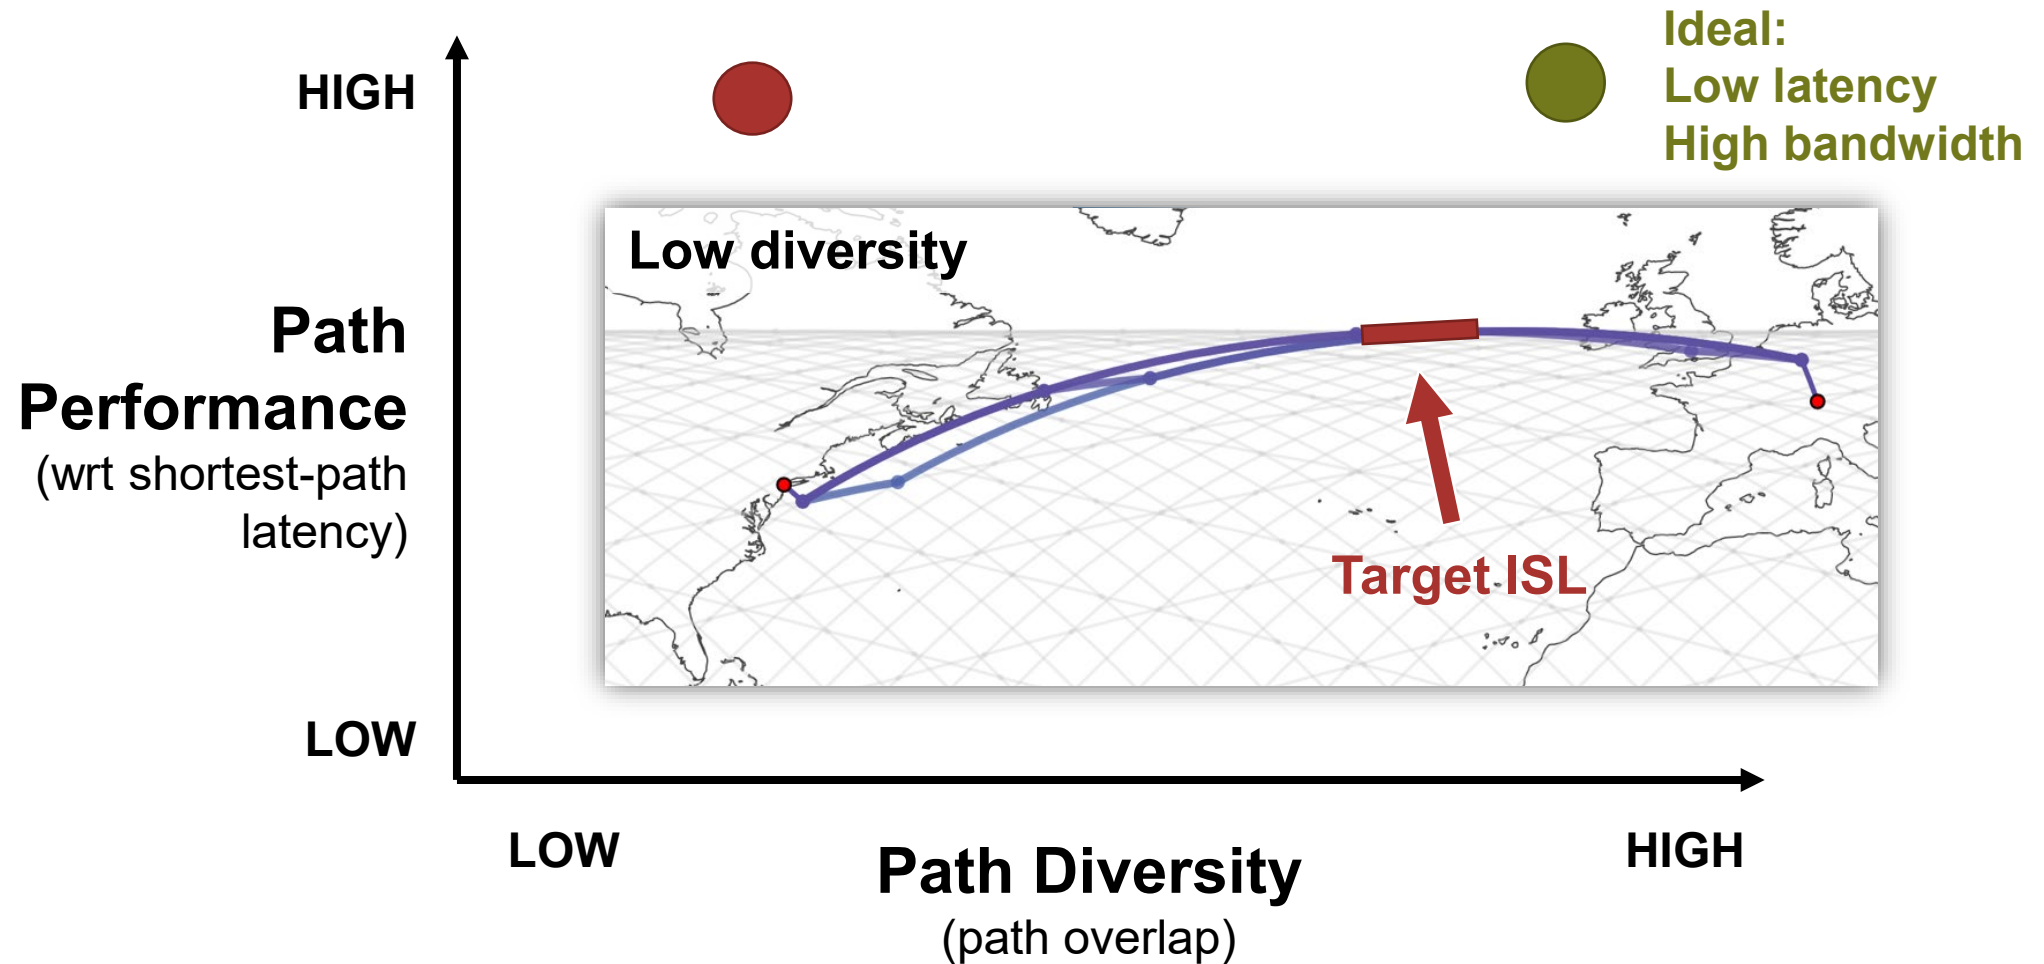 Ideal:
Low latency
High bandwidth
HIGH
Low diversity
Path
Performance
(wrt shortest-path
latency)
Target ISL
LOW
LOW
HIGH
Path Diversity
(path overlap)